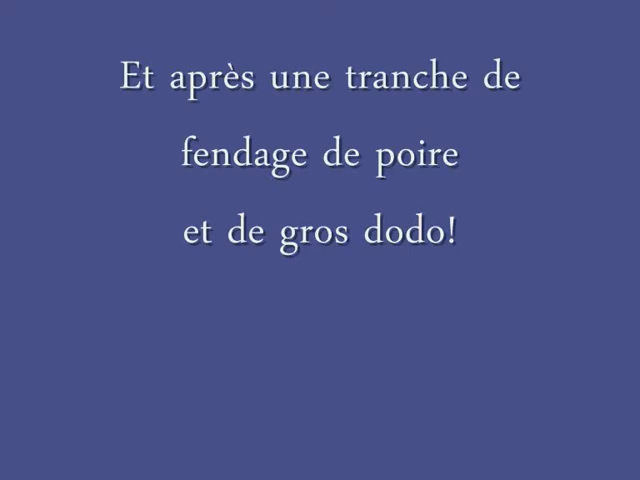 Et après une tranche de
fendage de poire
et de gros dodo!